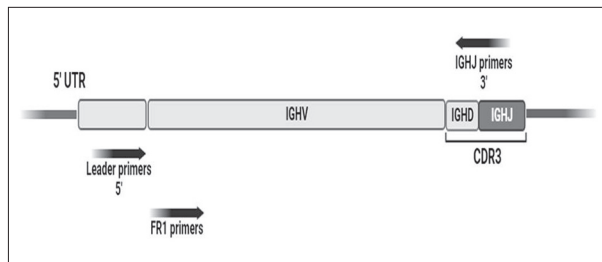 IGHJ primers
3'
5' UTR
IGHV
IGHD
IGHJ
CDR3
Leader primers
5'
FR1 primers